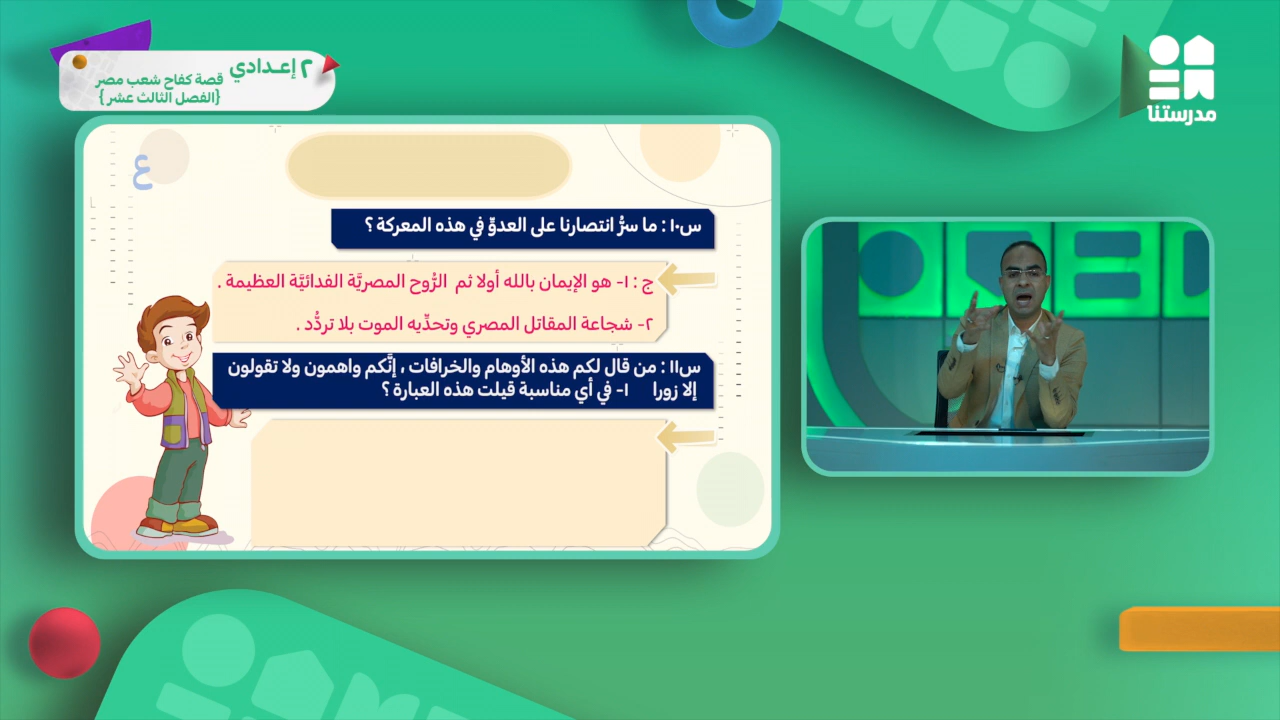 ٢ إعـدادي
قصة كفاح شعب مصر
{الفصل الثالث عشر}
مدرستنا
ع
س١٠ : ما سرُّ انتصارنا على العدوِّ في هذه المعركة ؟
ج : ١- هو الإيمان بالله أولا ثم الرُّوح المصريَّة الفدائيَّة العظيمة .
٢- شجاعة المقاتل المصري وتحدِّيه الموت بلا تردُّد .
س١١ : من قال لكم هذه الأوهام والخرافات ، إنَّكم واهمون ولا تقولون
إلا زورا ١- في أي مناسبة قيلت هذه العبارة ؟